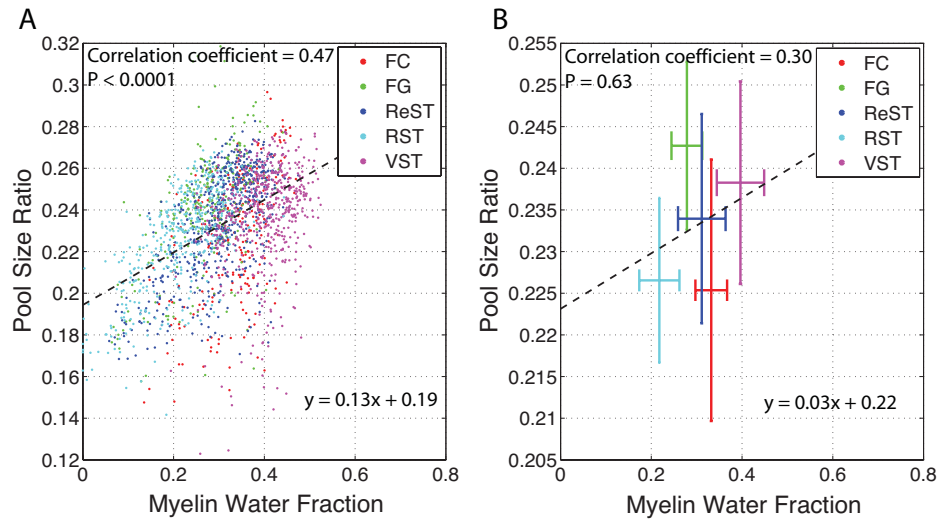 A
Correlation coefficient = 0.47
P < 0.0001
FC
FG
ReST
RST
VST
0.32
0.3
0.28
0.26
0.24
0.22
0.2
0.18
0.16
0.14
0.12
Pool Size Ratio
y = 0.13x + 0.19
0 0.2 0.4 0.6 0.8
Myelin Water Fraction
B
Correlation coefficient = 0.30
P = 0.63
FC
FG
ReST
RST
VST
0.255
0.25
0.245
0.24
0.235
0.23
0.225
0.22
0.215
0.21
0.205
Pool Size Ratio
y = 0.03x + 0.22
0 0.2 0.4 0.6 0.8
Myelin Water Fraction